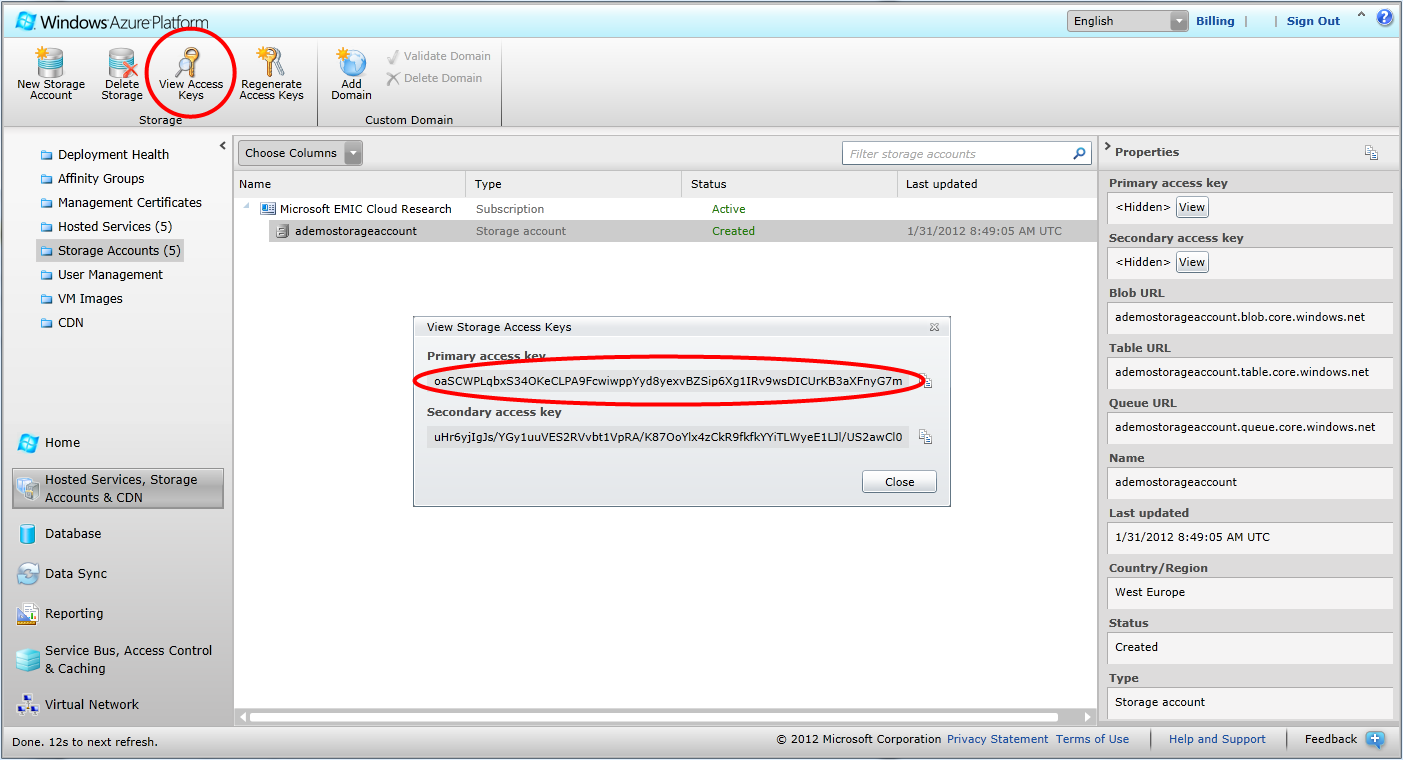 Windows Azure Platform
English
Billing | | Sign Out
New Storage Account
Delete Storage
View Access Keys
Regenerate Access Keys
Storage
Add Domain
Validate Domain
Delete Domain
Custom Domain
Deployment Health
Affinity Groups
Management Certificates
Hosted Services (5)
Storage Accounts (5)
User Management
VM Images
CDN
Home
Hosted Services, Storage
Accounts & CDN
Database
Data Sync
Reporting
Service Bus, Access Control
& Caching
Virtual Network
Choose Columns
Filter storage accounts
Name Type Status Last updated
Microsoft EMIC Cloud Research Subscription Active
ademostorageaccount Storage account Created 1/31/2012 8:49:05 AM UTC
View Storage Access Keys
Primary access key
oaSCWPLqbxS34OKeCLPA9FcwiwppYyd8yexvBZSip6Xg1IRv9wsDICUrKB3aXFnyG7m
Secondary access key
uHr6yjIgJs/YGy1uuVES2RVvbt1VpRA/K87OoYlx4zCkR9fkfkYYiTLWyeE1LJl/US2awCl0
Close
Properties
Primary access key
<Hidden> View
Secondary access key
<Hidden> View
Blob URL
ademostorageaccount.blob.core.windows.net
Table URL
ademostorageaccount.table.core.windows.net
Queue URL
ademostorageaccount.queue.core.windows.net
Name
ademostorageaccount
Last updated
1/31/2012 8:49:05 AM UTC
Country/Region
West Europe
Status
Created
Type
Storage account
Done. 12s to next refresh.
© 2012 Microsoft Corporation Privacy Statement Terms of Use | Help and Support | Feedback